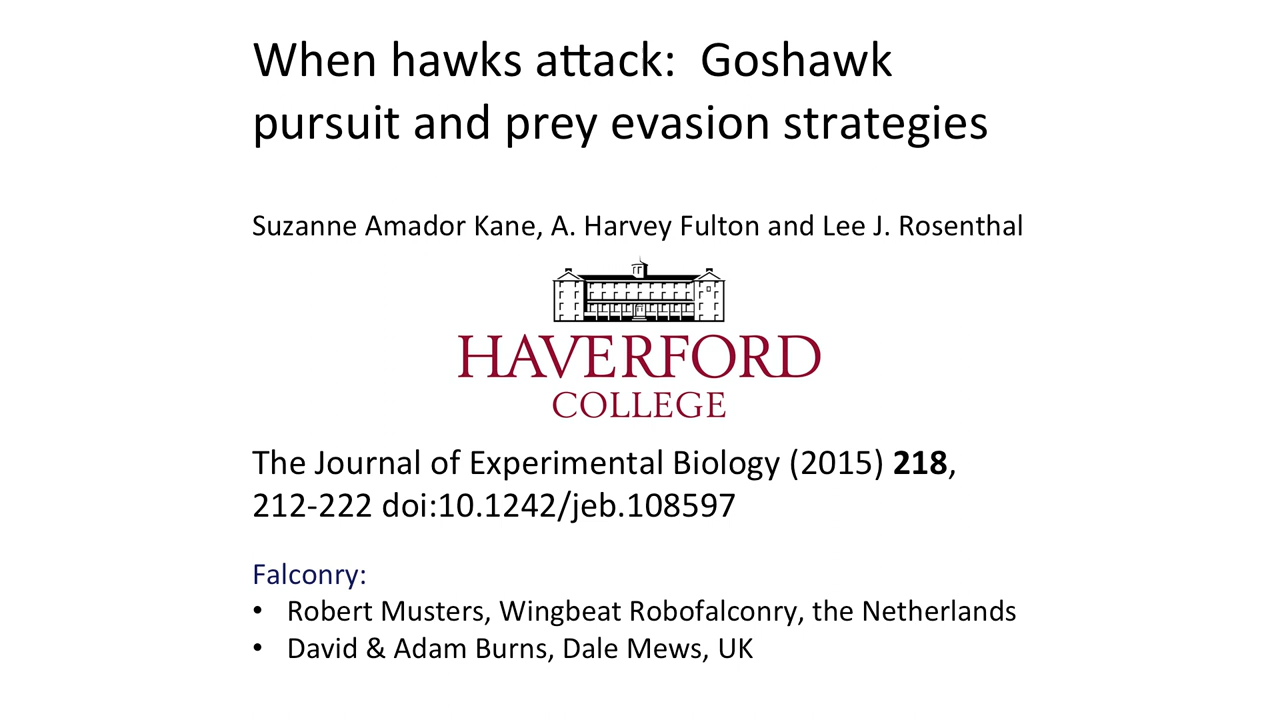 When hawks attack:  Goshawk
pursuit and prey evasion strategies
Suzanne Amador Kane, A. Harvey Fulton and Lee J. Rosenthal
HAVERFORD
COLLEGE
The Journal of Experimental Biology (2015) 218,
212-222 doi:10.1242/jeb.108597
Falconry:
• Robert Musters, Wingbeat Robofalconry, the Netherlands
• David & Adam Burns, Dale Mews, UK